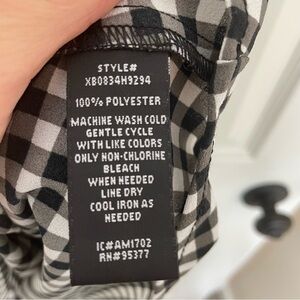 STYLE#
XB0834H9294
100% POLYESTER
MACHINE WASH COLD
GENTLE CYCLE
WITH LIKE COLORS
ONLY NON-CHLORINE
BLEACH
WHEN NEEDED
LINE DRY
COOL IRON AS
NEEDED
IC#AM1702
RN#95377